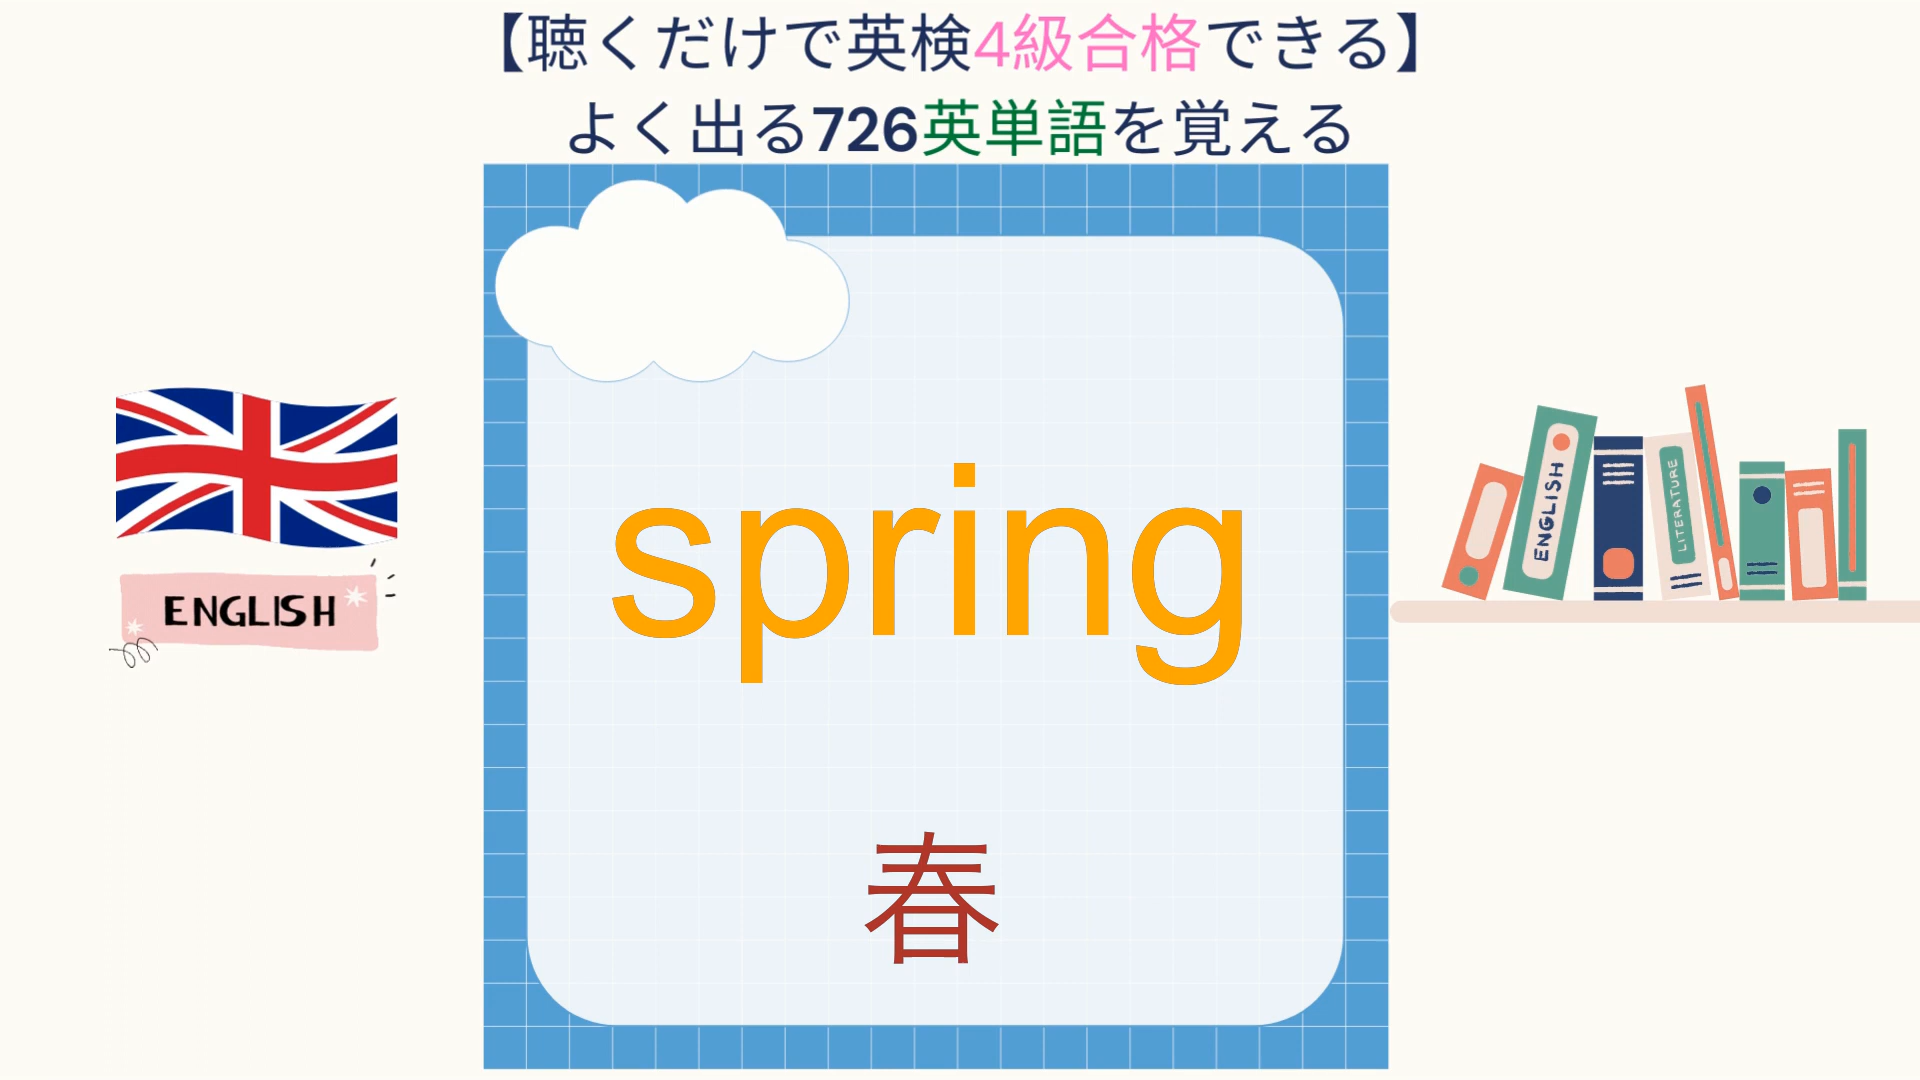 【聴くだけで英検4級合格できる】
よく出る726英単語を覚える
spring
春
ENGLISH
ENGLISH
LITERATURE